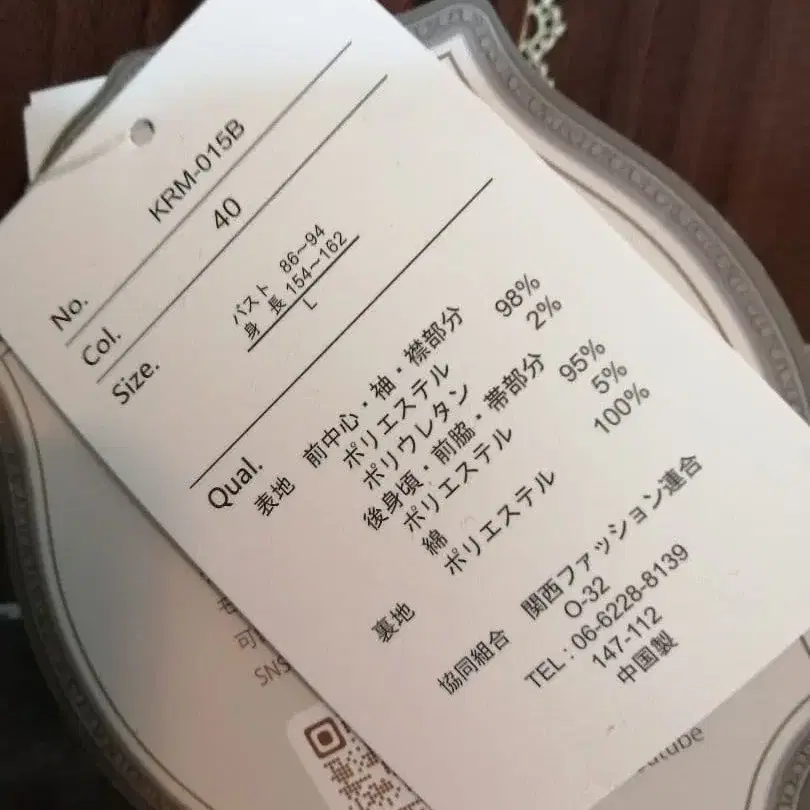 No. KRM-015B
Col. 40
Size. バスト 86~94
身 長 154~162
L
Qual.
表地 前中心・袖・襟部分
ポリエステル 98%
ポリウレタン 2%
後身頃・前脇・帯部分
ポリエステル 95%
綿 5%
裏地 ポリエステル 100%
協同組合 関西ファッション連合
O-32
TEL:06-6228-8139
147-112
中国製
可
SNS
utube